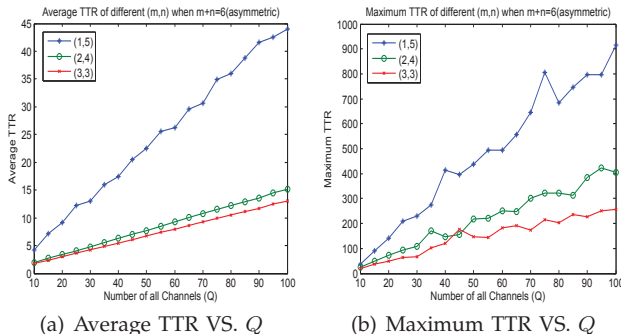 Average TTR of different (m,n) when m+n=6(asymmetric)
45
40
35
30
25
20
15
10
5
0
Average TTR
(1,5)
(2,4)
(3,3)
10 20 30 40 50 60 70 80 90 100
Number of all Channels (Q)
(a) Average TTR VS. Q
Maximum TTR of different (m,n) when m+n=6(asymmetric)
1000
900
800
700
600
500
400
300
200
100
0
Maximum TTR
(1,5)
(2,4)
(3,3)
10 20 30 40 50 60 70 80 90 100
Number of all Channels (Q)
(b) Maximum TTR VS. Q